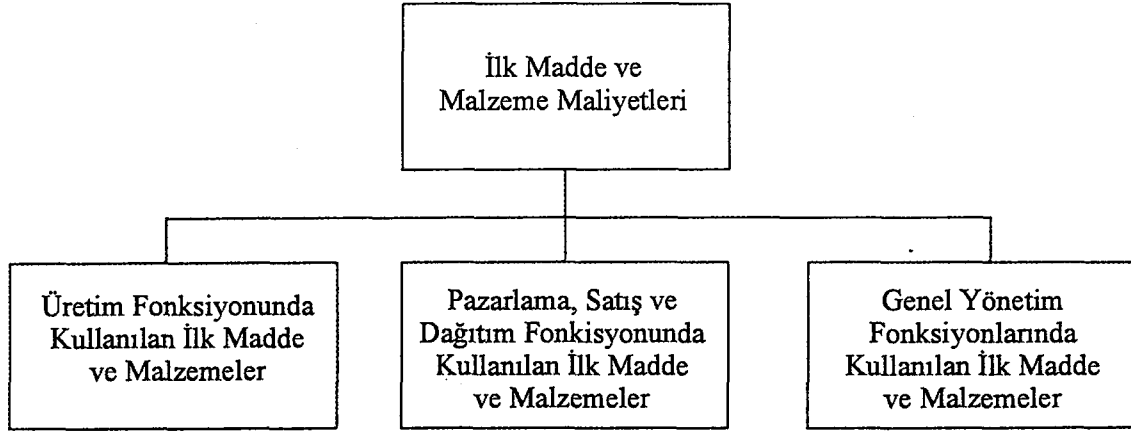 İlk Madde ve
Malzeme Maliyetleri
Üretim Fonksiyonunda
Kullanılan İlk Madde
ve Malzemeler
Pazarlama, Satış ve
Dağıtım Fonkisyonunda
Kullanılan İlk Madde
ve Malzemeler
Genel Yönetim
Fonksiyonlarında
Kullanılan İlk Madde
ve Malzemeler